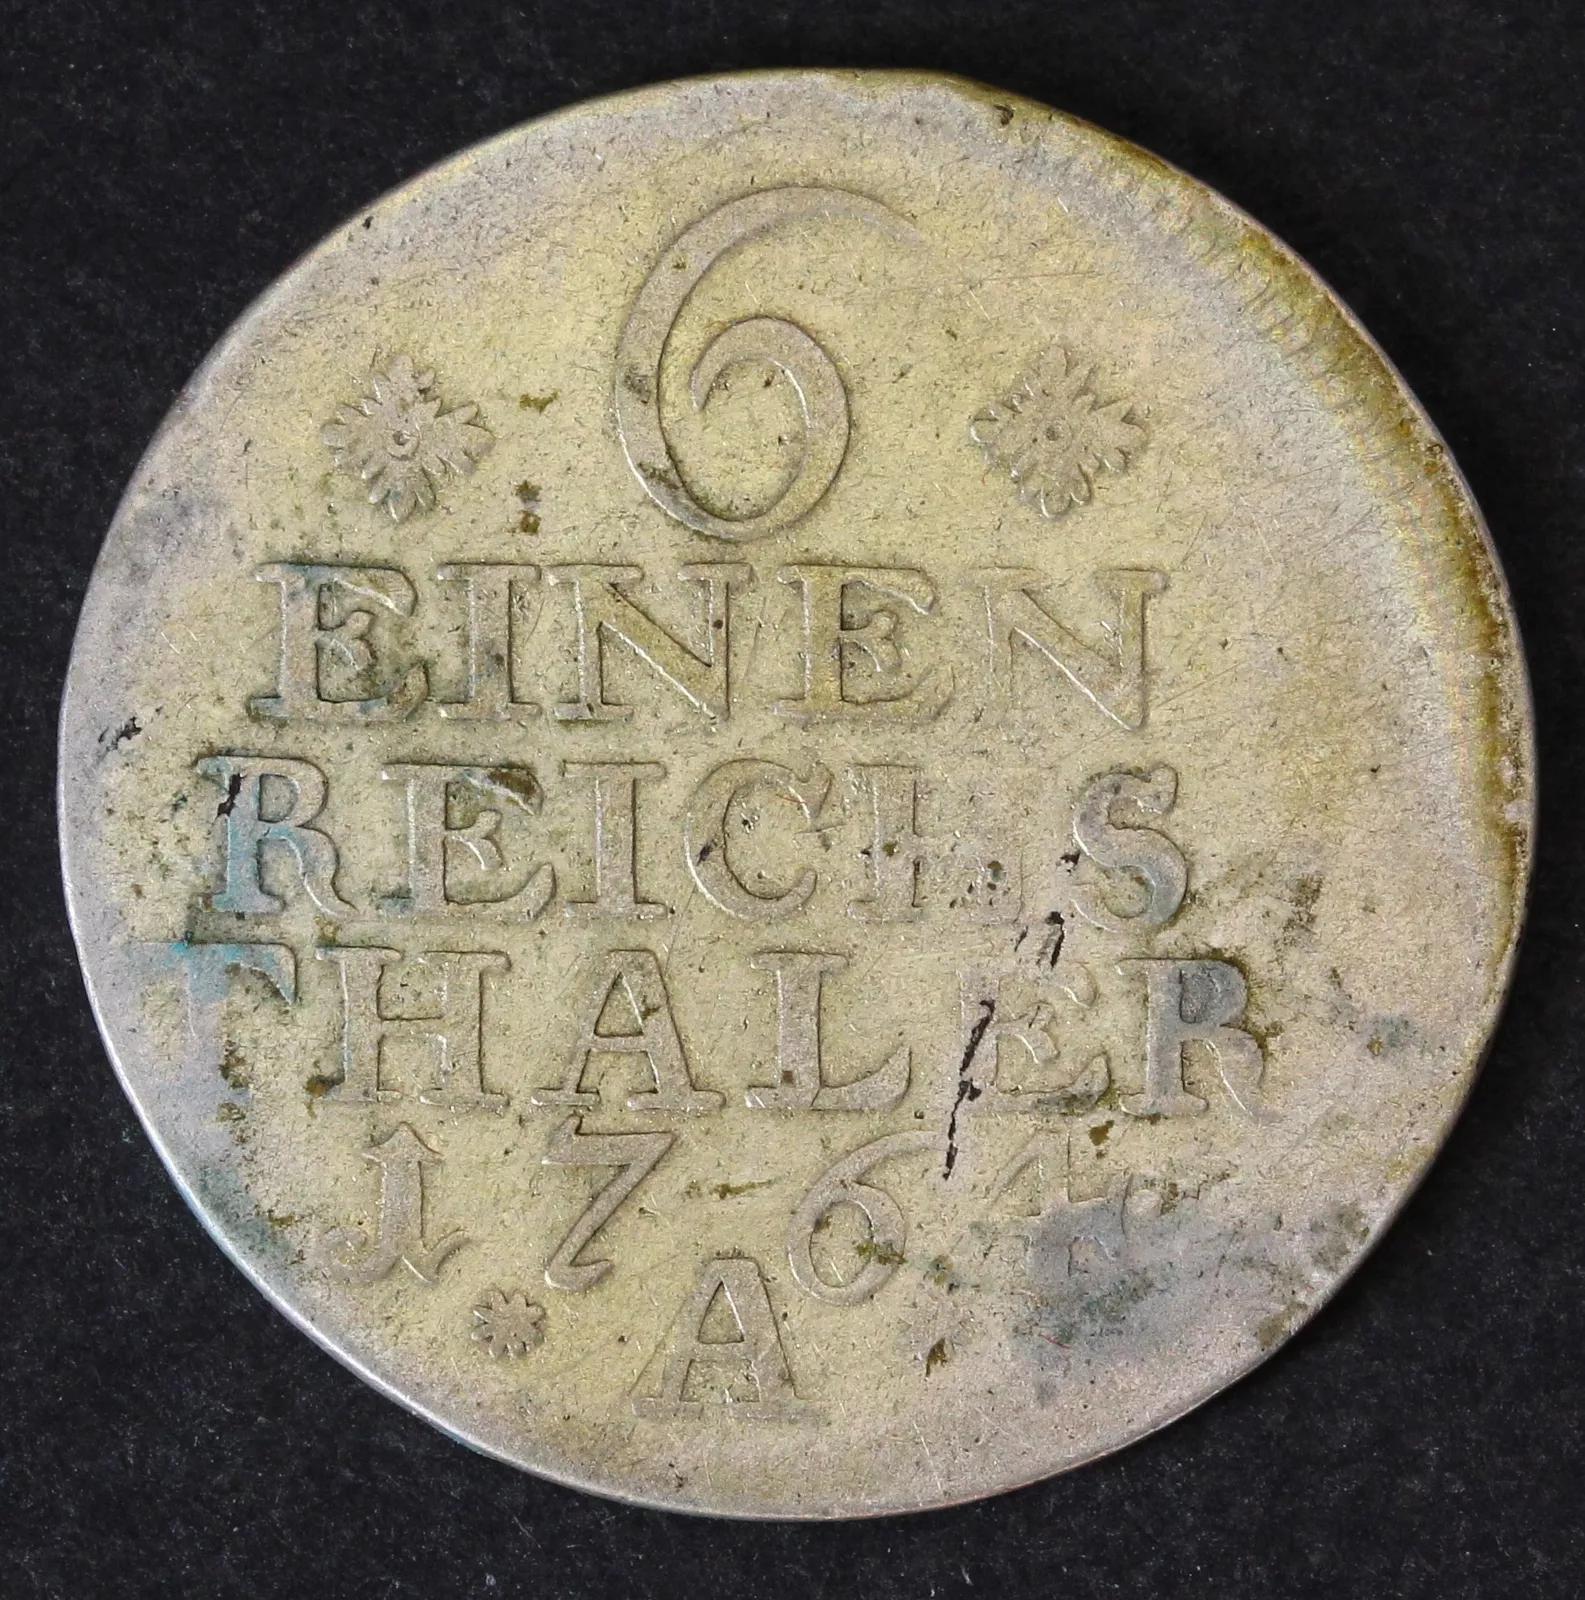 6
EINEN
REICHS
THALER
1764
A